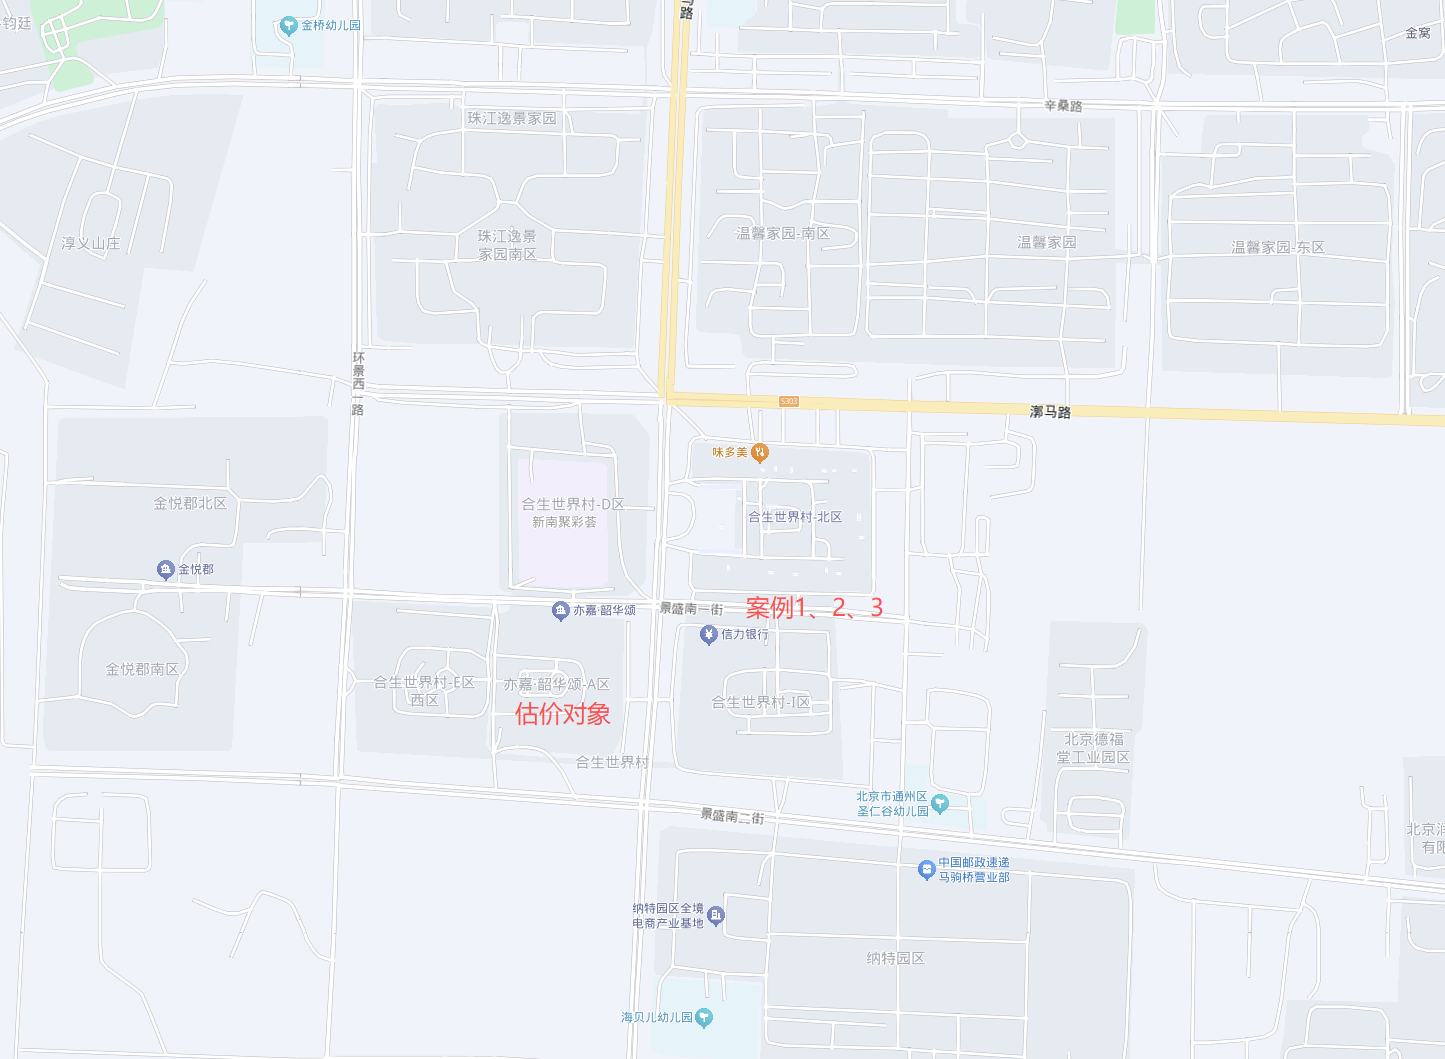 金桥幼儿园
马路
金窝
辛桑路
珠江逸景家园
淳义山庄
珠江逸景
家园南区
温馨家园-南区
温馨家园
温馨家园-东区
环景西一路
S303
漷马路
味多美
金悦郡北区
合生世界村-D区
新南聚彩荟
合生世界村-北区
金悦郡
亦嘉·韶华颂
景盛南一街
案例1、2、3
信力银行
金悦郡南区
合生世界村-E区
西区
亦嘉·韶华颂-A区
合生世界村-I区
估价对象
合生世界村
北京德福
堂工业园区
北京市通州区
圣仁谷幼儿园
景盛南二街
中国邮政速递
马驹桥营业部
纳特园区全境
电商产业基地
纳特园区
海贝儿幼儿园